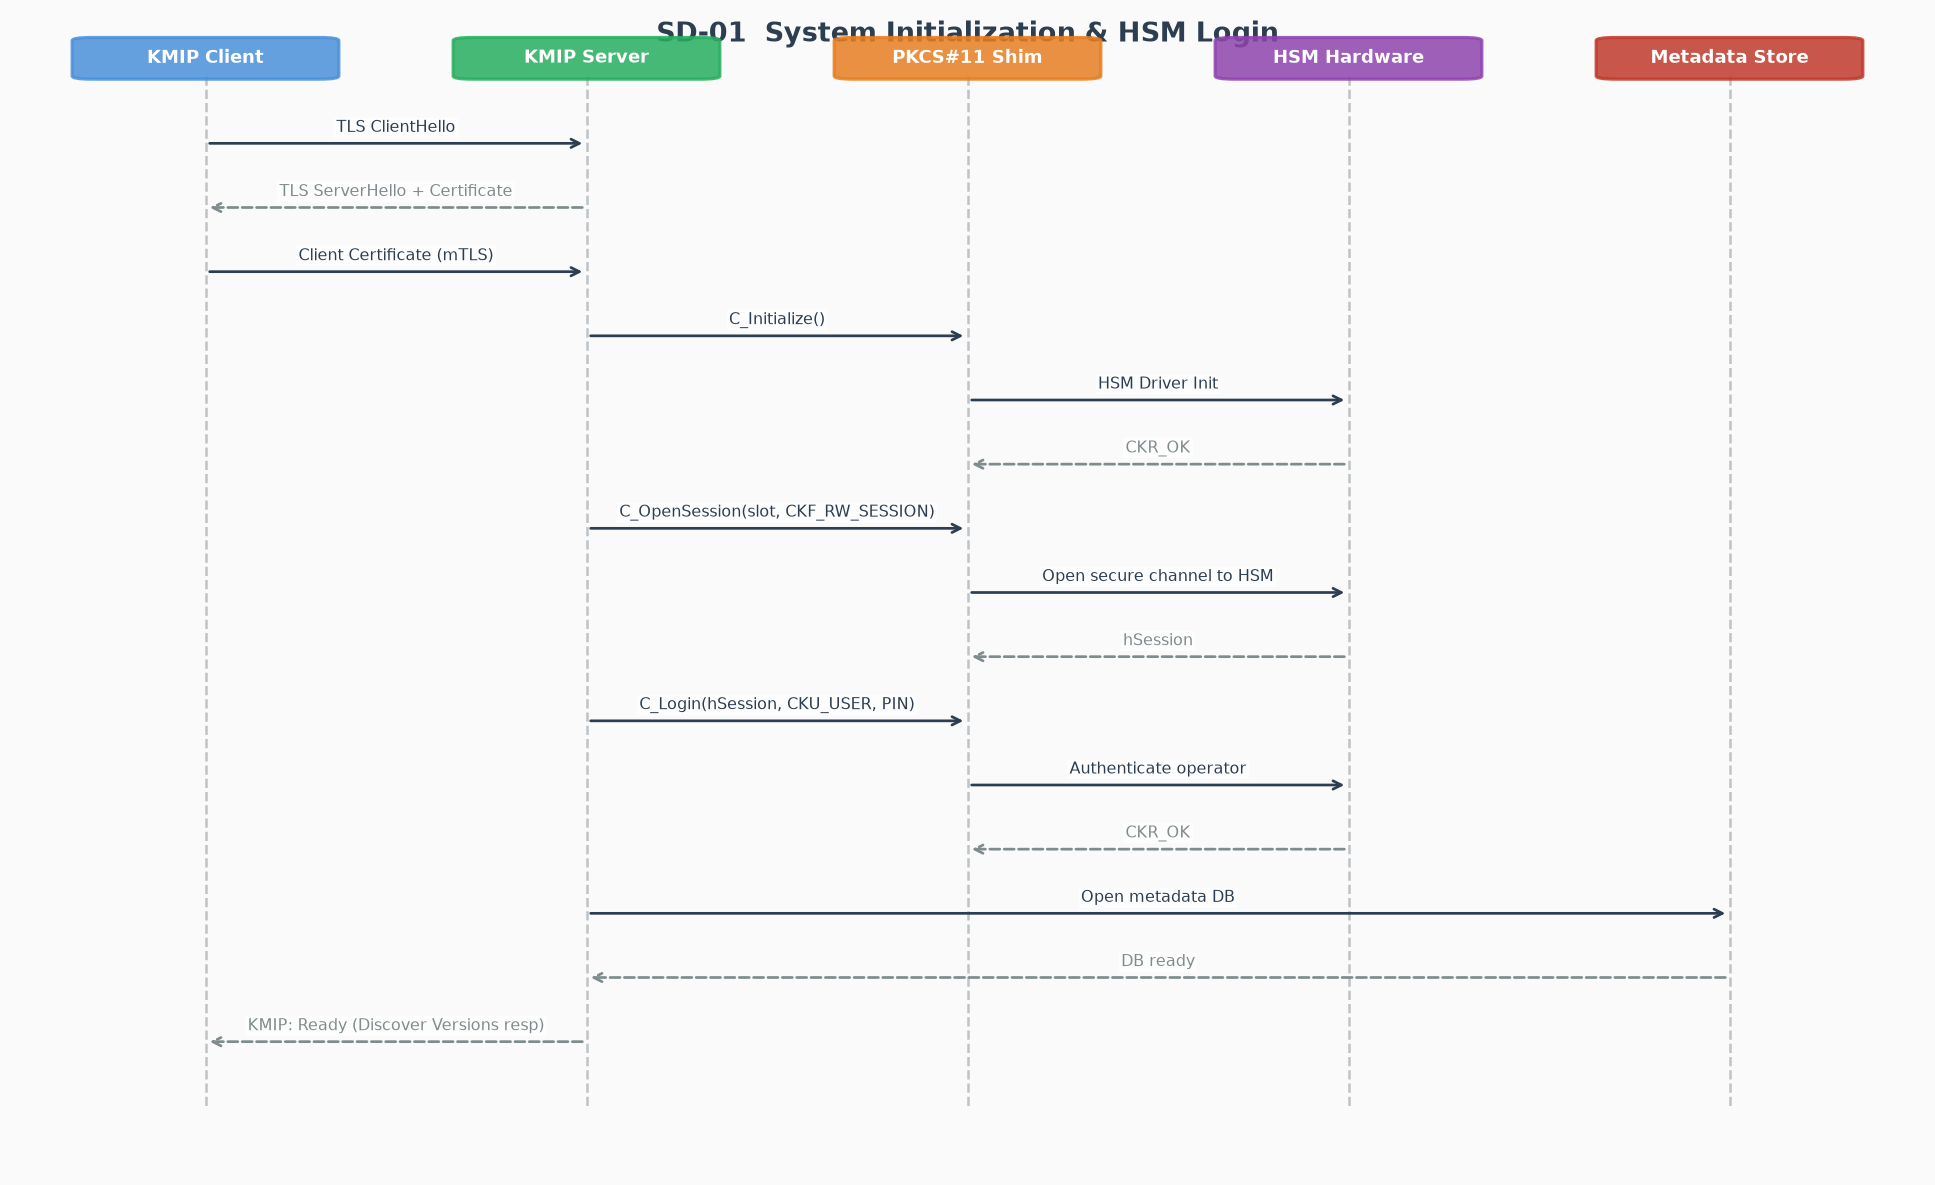 SD-01  System Initialization & HSM Login
KMIP Client
KMIP Server
PKCS#11 Shim
HSM Hardware
Metadata Store
TLS ClientHello
TLS ServerHello + Certificate
Client Certificate (mTLS)
C_Initialize()
HSM Driver Init
CKR_OK
C_OpenSession(slot, CKF_RW_SESSION)
Open secure channel to HSM
hSession
C_Login(hSession, CKU_USER, PIN)
Authenticate operator
CKR_OK
Open metadata DB
DB ready
KMIP: Ready (Discover Versions resp)